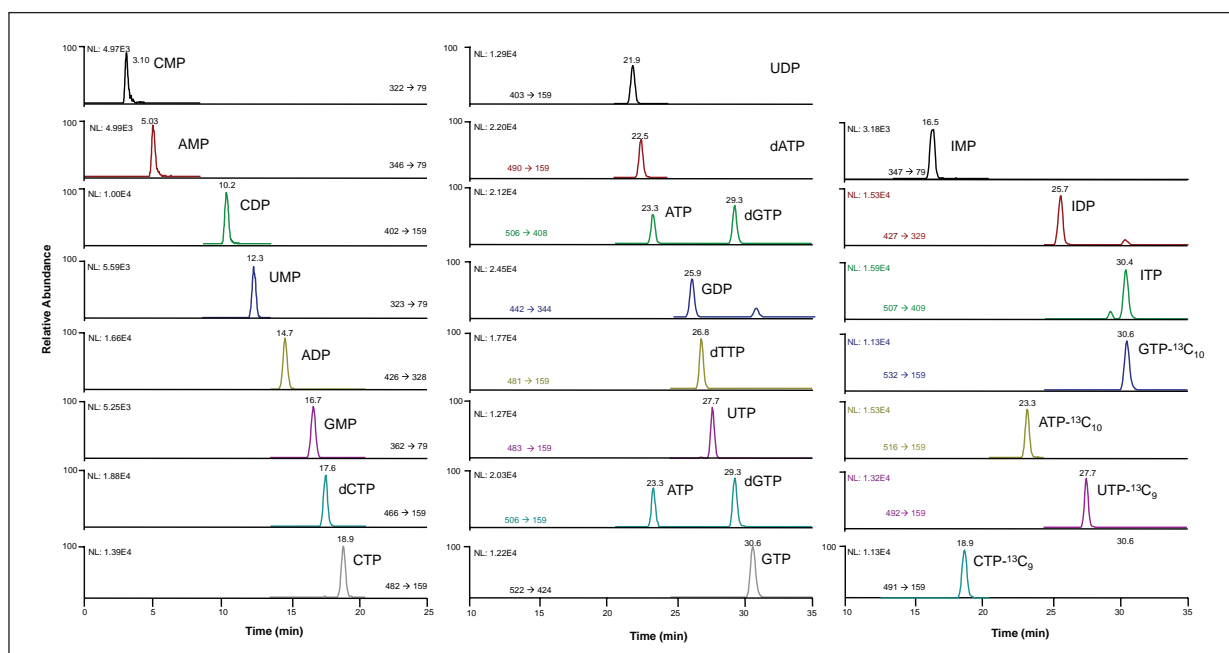 Relative Abundance
100
NL: 4.97E3
3.10
CMP
322 → 79
100
NL: 4.99E3
5.03
AMP
346 → 79
100
NL: 1.00E4
10.2
CDP
402 → 159
100
NL: 5.59E3
12.3
UMP
323 → 79
100
NL: 1.66E4
14.7
ADP
426 → 328
100
NL: 5.25E3
16.7
GMP
362 → 79
100
NL: 1.88E4
17.6
dCTP
466 → 159
100
NL: 1.39E4
18.9
CTP
482 → 159
0 5 10 15 20 25
Time (min)
100
NL: 1.29E4
21.9
UDP
403 → 159
100
NL: 2.20E4
22.5
dATP
490 → 159
100
NL: 2.12E4
23.3
ATP
29.3
dGTP
506 → 408
100
NL: 2.45E4
25.9
GDP
442 → 344
100
NL: 1.77E4
26.8
dTTP
481 → 159
100
NL: 1.27E4
27.7
UTP
483 → 159
100
NL: 2.03E4
23.3
ATP
29.3
dGTP
506 → 159
100
NL: 1.22E4
30.6
GTP
522 → 424
10 15 20 25 30 35
Time (min)
100
NL: 3.18E3
16.5
IMP
347 → 79
100
NL: 1.53E4
25.7
IDP
427 → 329
100
NL: 1.59E4
30.4
ITP
507 → 409
100
NL: 1.13E4
30.6
GTP-¹³C₁₀
532 → 159
100
NL: 1.53E4
23.3
ATP-¹³C₁₀
516 → 159
100
NL: 1.32E4
27.7
UTP-¹³C₉
492 → 159
30.6
100
NL: 1.13E4
18.9
CTP-¹³C₉
491 → 159
10 15 20 25 30 35
Time (min)